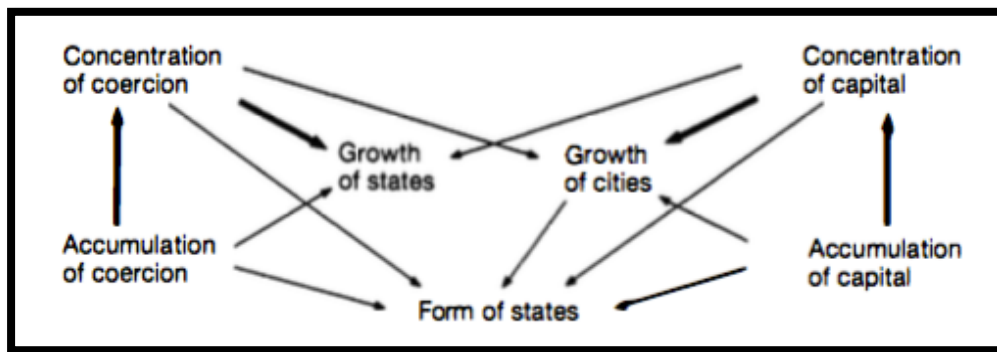 Concentration
of coercion
Concentration
of capital
Growth
of states
Growth
of cities
Accumulation
of coercion
Accumulation
of capital
Form of states